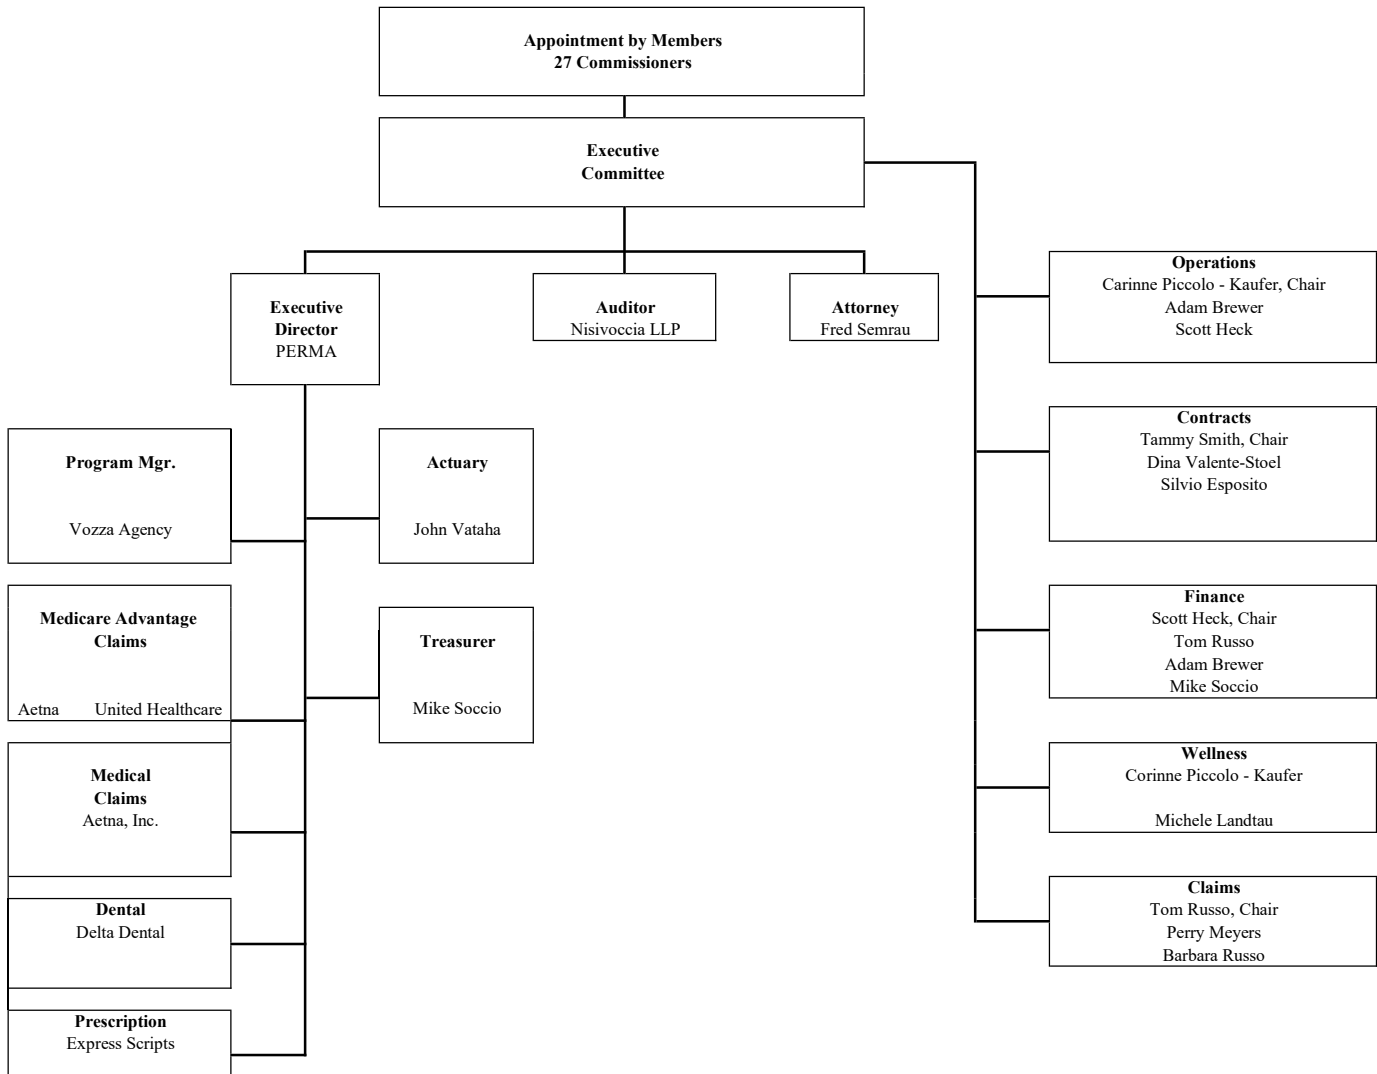 Appointment by Members
27 Commissioners
Executive
Committee
Executive
Director
PERMA
Auditor
Nisivoccia LLP
Attorney
Fred Semrau
Operations
Carinne Piccolo - Kaufer, Chair
Adam Brewer
Scott Heck
Contracts
Tammy Smith, Chair
Dina Valente-Stoel
Silvio Esposito
Program Mgr.
Vozza Agency
Actuary
John Vataha
Medicare Advantage
Claims
Aetna United Healthcare
Treasurer
Mike Soccio
Finance
Scott Heck, Chair
Tom Russo
Adam Brewer
Mike Soccio
Medical
Claims
Aetna, Inc.
Wellness
Corinne Piccolo - Kaufer
Michele Landtau
Dental
Delta Dental
Claims
Tom Russo, Chair
Perry Meyers
Barbara Russo
Prescription
Express Scripts